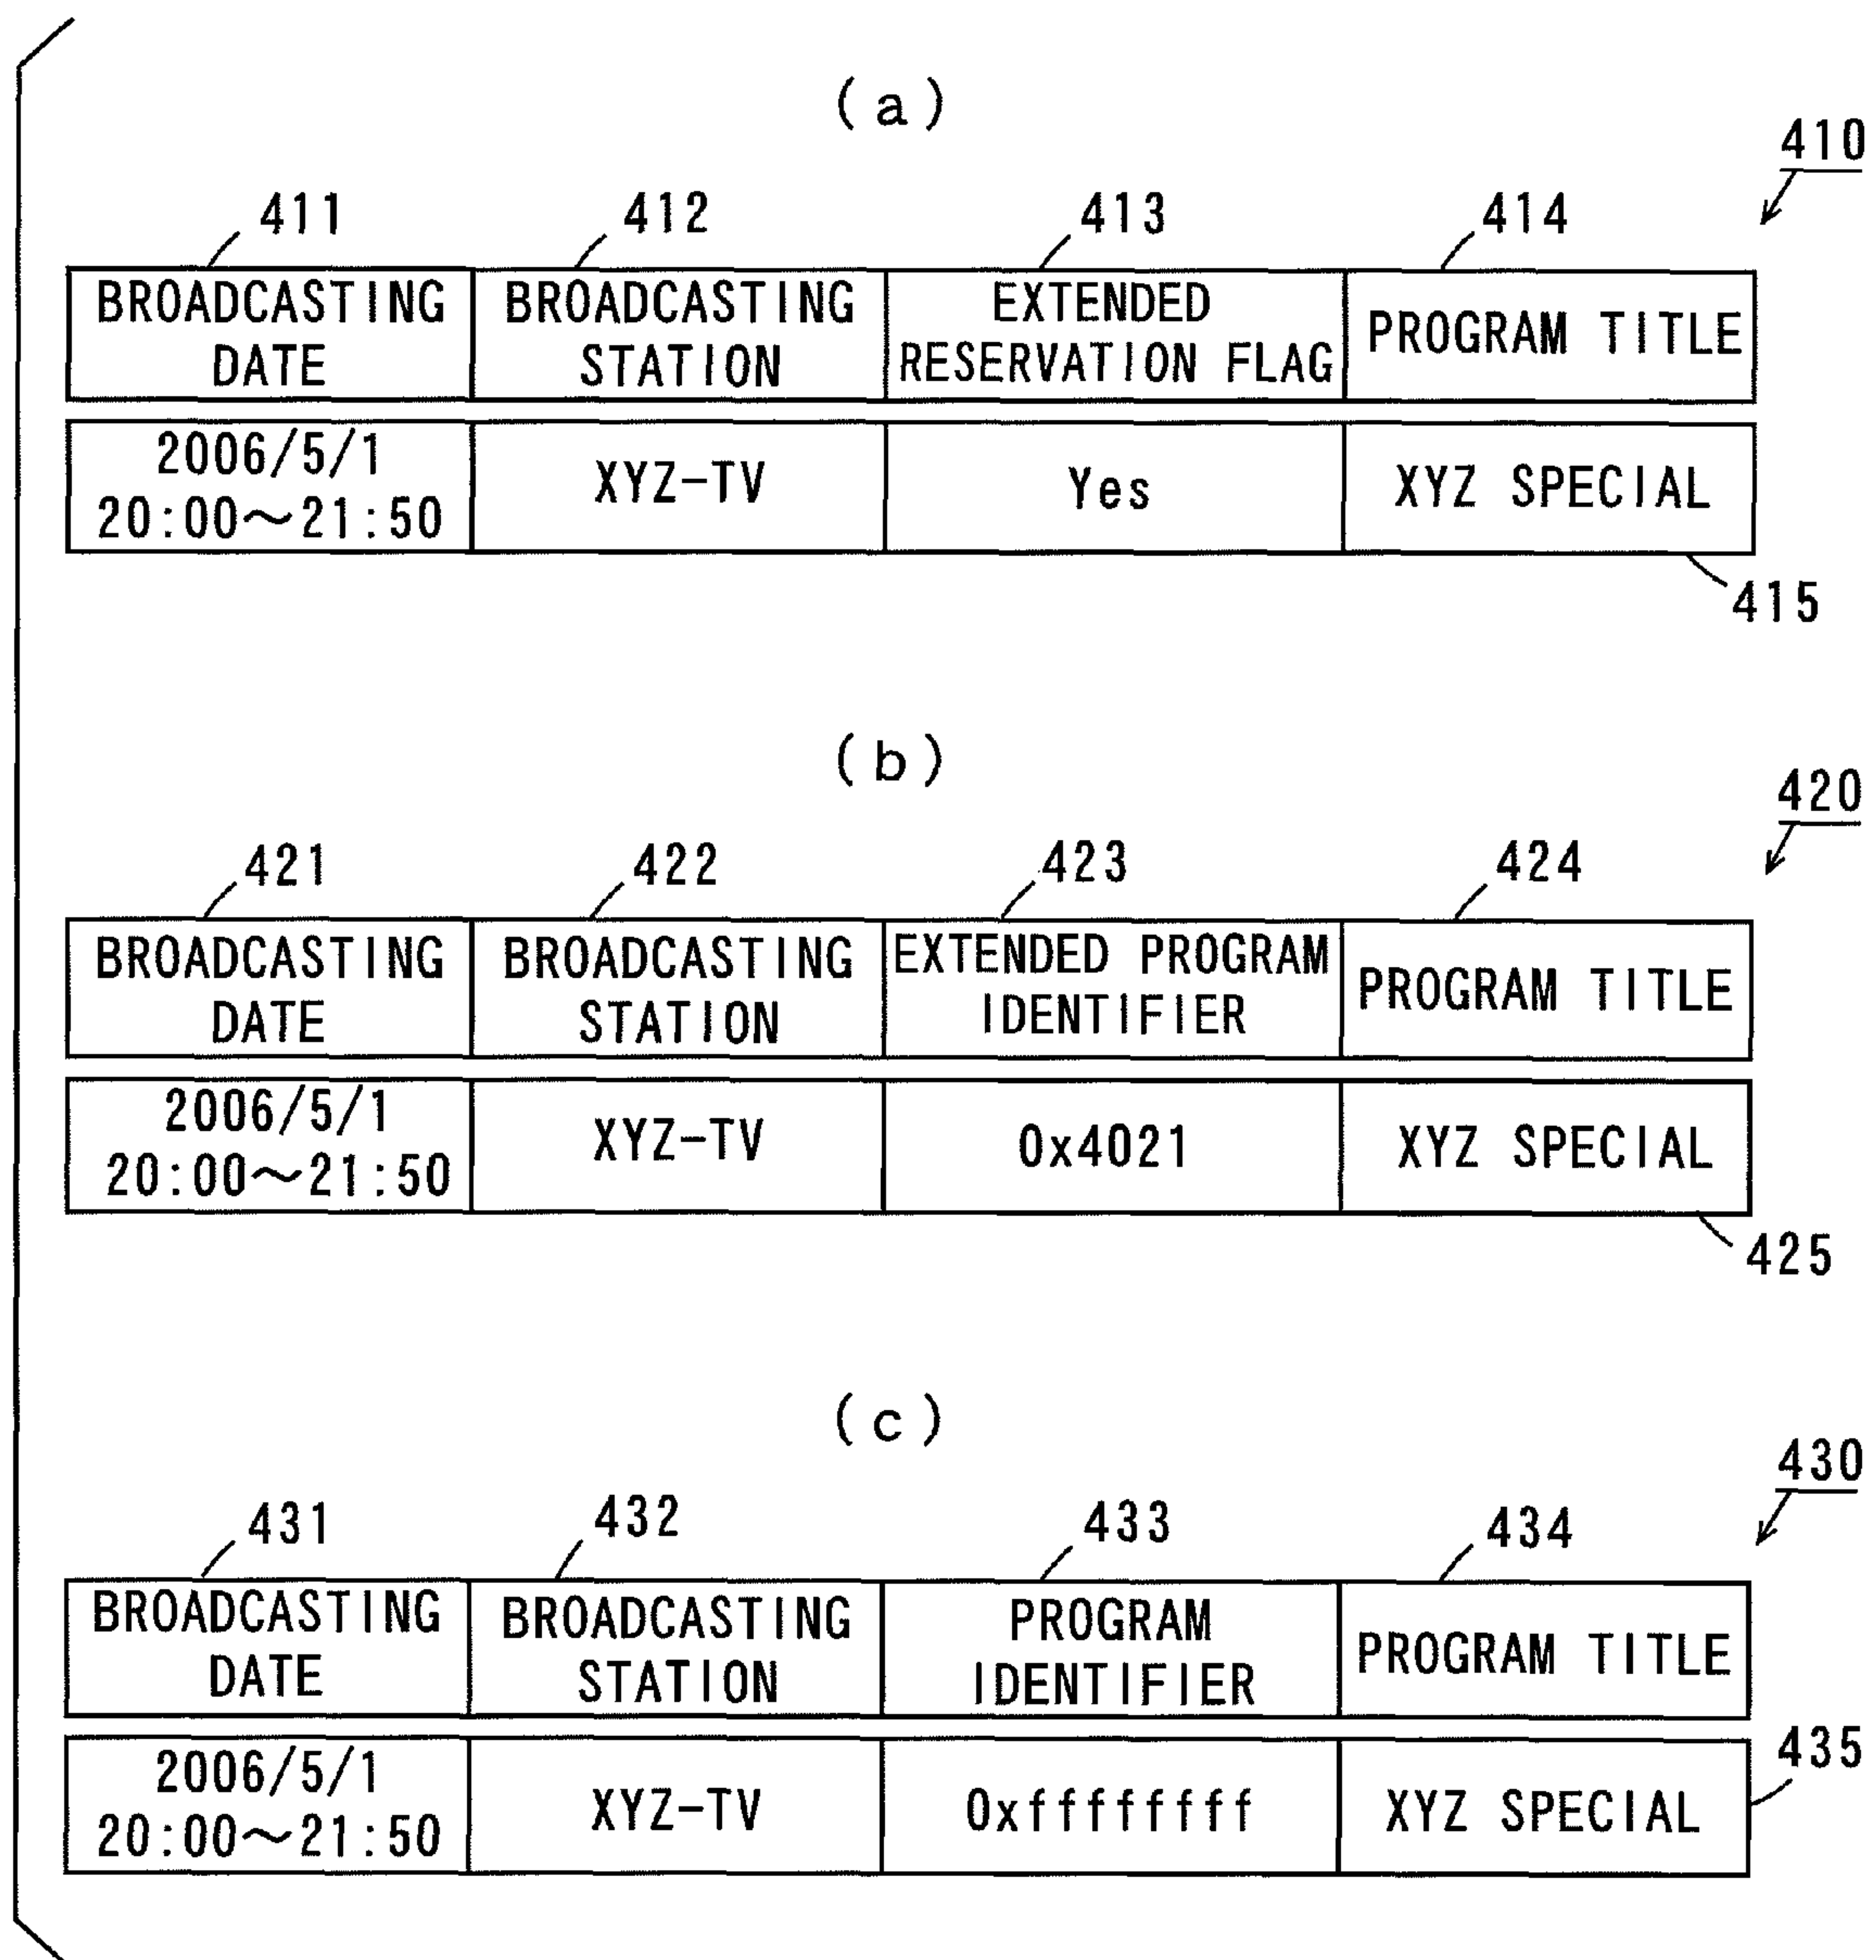 (a)
410
411 412 413 414
BROADCASTING DATE BROADCASTING STATION EXTENDED RESERVATION FLAG PROGRAM TITLE
2006/5/1 20:00～21:50 XYZ-TV Yes XYZ SPECIAL
415
(b)
420
421 422 423 424
BROADCASTING DATE BROADCASTING STATION EXTENDED PROGRAM IDENTIFIER PROGRAM TITLE
2006/5/1 20:00～21:50 XYZ-TV 0x4021 XYZ SPECIAL
425
(c)
430
431 432 433 434
BROADCASTING DATE BROADCASTING STATION PROGRAM IDENTIFIER PROGRAM TITLE
2006/5/1 20:00～21:50 XYZ-TV 0xffffffff XYZ SPECIAL
435